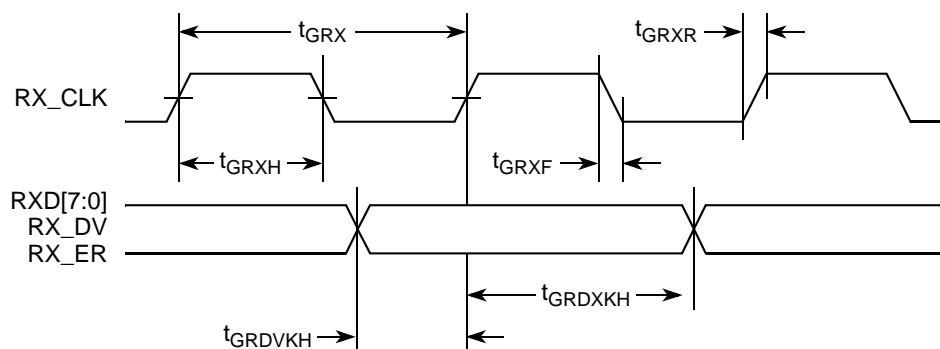 tGRX
tGRXR
RX_CLK
tGRXH
tGRXF
RXD[7:0]
RX_DV
RX_ER
tGRDXKH
tGRDVKH